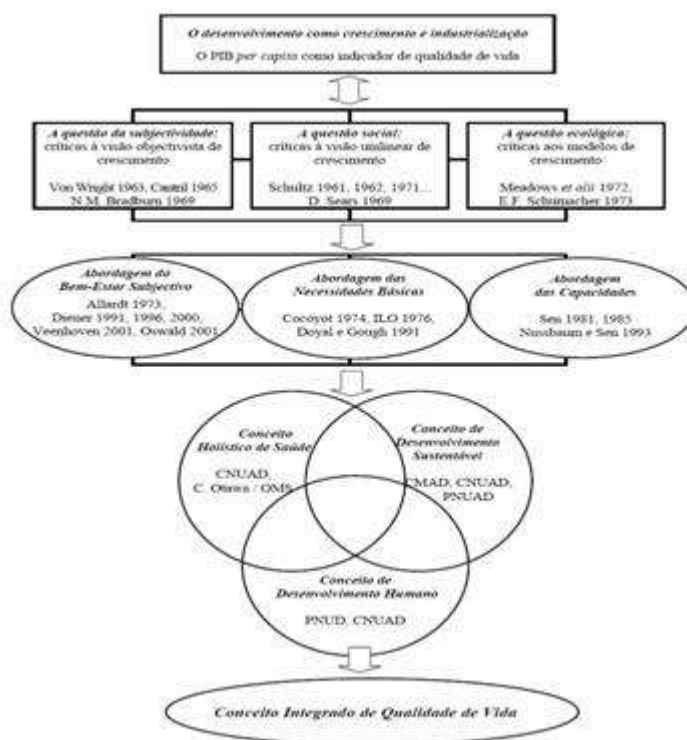 O desenvolvimento como crescimento e industrialização
O PIB per capita como indicador de qualidade de vida
A questão da subjectividade:
críticas à visão objectivista de
crescimento
Von Wright 1963, Cantril 1965
N.M. Bradburn 1969
A questão social:
críticas à visão unilinear de
crescimento
Schultz 1961, 1962, 1971...
D. Sears 1969
A questão ecológica:
críticas aos modelos de
crescimento
Meadows et alii 1972,
E.F. Schumacher 1973
Abordagem do
Bem-Estar Subjectivo
Allardt 1973,
Diener 1991, 1996, 2000,
Veenhoven 2001, Oswald 2001
Abordagem das
Necessidades Básicas
Cocoyot 1974, ILO 1976,
Doyal e Gough 1991
Abordagem
das Capacidades
Sen 1981, 1985
Nussbaum e Sen 1993
Conceito
Holístico de Saúde
CNUAD,
C. Otawa / OMS
Conceito de
Desenvolvimento
Sustentável
CMAD, CNUAD,
PNUAD
Conceito de
Desenvolvimento Humano
PNUD, CNUAD
Conceito Integrado de Qualidade de Vida